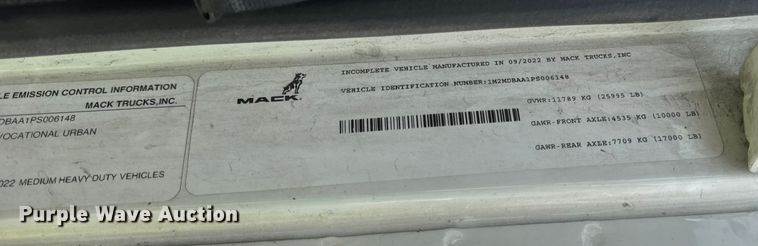 LE EMISSION CONTROL INFORMATION
MACK TRUCKS,INC.
MDBAA1PS006148
VOCATIONAL URBAN
022 MEDIUM HEAVY DUTY VEHICLES
MACK
INCOMPLETE VEHICLE MANUFACTURED IN 09/2022 BY MACK TRUCKS,INC
VEHICLE IDENTIFICATION NUMBER:1M2MDBAA1PS006148
GVWR:11789 KG (25995 LB)
GAWR-FRONT AXLE:4535 KG (10000 LB)
GAWR-REAR AXLE:7709 KG (17000 LB)
Purple Wave Auction